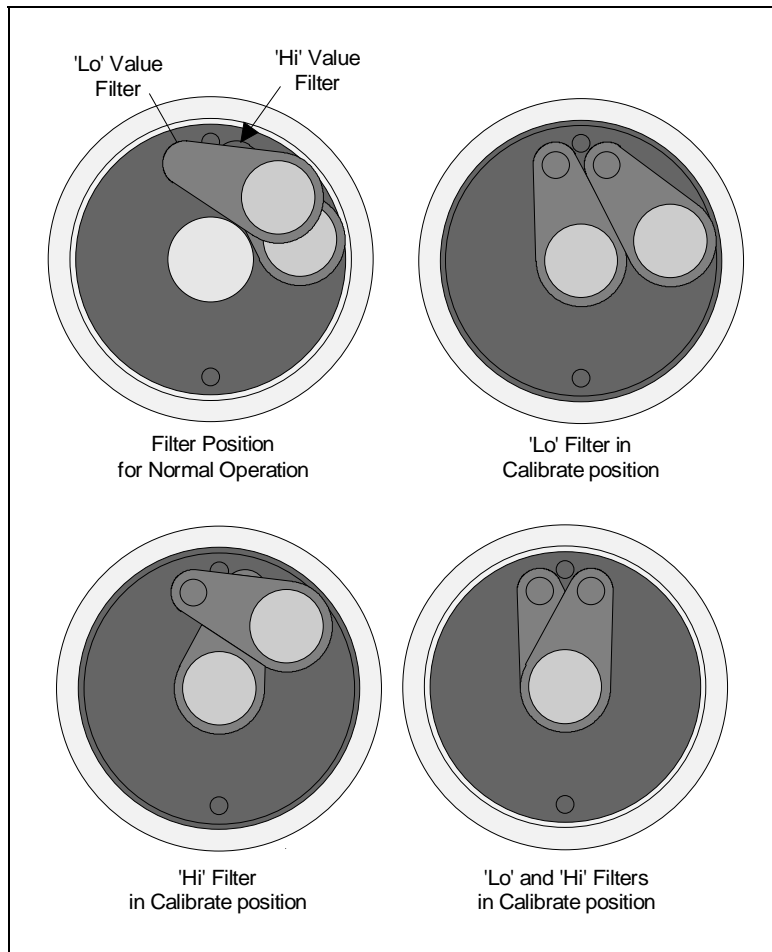 'Lo' Value
Filter
'Hi' Value
Filter
Filter Position
for Normal Operation
'Lo' Filter in
Calibrate position
'Hi' Filter
in Calibrate position
'Lo' and 'Hi' Filters
in Calibrate position